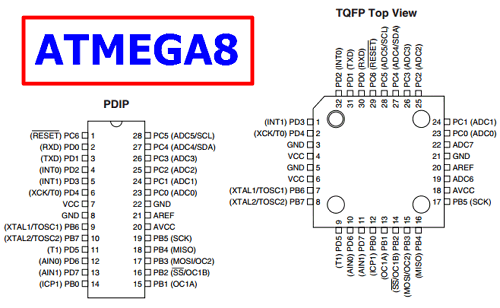 ATMEGA8
PDIP
(RESET) PC6 1 28 PC5 (ADC5/SCL)
(RXD) PD0 2 27 PC4 (ADC4/SDA)
(TXD) PD1 3 26 PC3 (ADC3)
(INT0) PD2 4 25 PC2 (ADC2)
(INT1) PD3 5 24 PC1 (ADC1)
(XCK/T0) PD4 6 23 PC0 (ADC0)
VCC 7 22 GND
GND 8 21 AREF
(XTAL1/TOSC1) PB6 9 20 AVCC
(XTAL2/TOSC2) PB7 10 19 PB5 (SCK)
(T1) PD5 11 18 PB4 (MISO)
(AIN0) PD6 12 17 PB3 (MOSI/OC2)
(AIN1) PD7 13 16 PB2 (SS/OC1B)
(ICP1) PB0 14 15 PB1 (OC1A)
TQFP Top View
PD2 (INT0)
PD1 (TXD)
PD0 (RXD)
PC6 (RESET)
PC5 (ADC5/SCL)
PC4 (ADC4/SDA)
PC3 (ADC3)
PC2 (ADC2)
32 31 30 29 28 27 26 25
(INT1) PD3 1 24 PC1 (ADC1)
(XCK/T0) PD4 2 23 PC0 (ADC0)
GND 3 22 ADC7
VCC 4 21 GND
GND 5 20 AREF
VCC 6 19 ADC6
(XTAL1/TOSC1) PB6 7 18 AVCC
(XTAL2/TOSC2) PB7 8 17 PB5 (SCK)
9 10 11 12 13 14 15 16
(T1) PD5
(AIN0) PD6
(AIN1) PD7
(ICP1) PB0
(OC1A) PB1
(SS/OC1B) PB2
(MOSI/OC2) PB3
(MISO) PB4